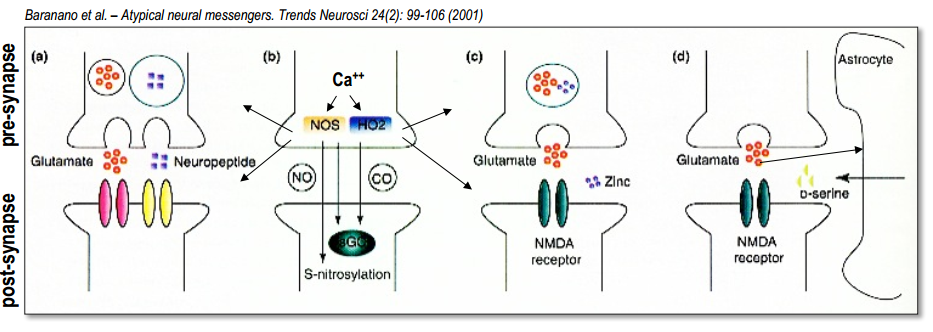 Baranano et al. – Atypical neural messengers. Trends Neurosci 24(2): 99-106 (2001)
pre-synapse
post-synapse
(a)
Glutamate
Neuropeptide
(b)
Ca++
NOS
HO2
NO
CO
sGC
S-nitrosylation
(c)
Glutamate
Zinc
NMDA
receptor
(d)
Astrocyte
Glutamate
D-serine
NMDA
receptor